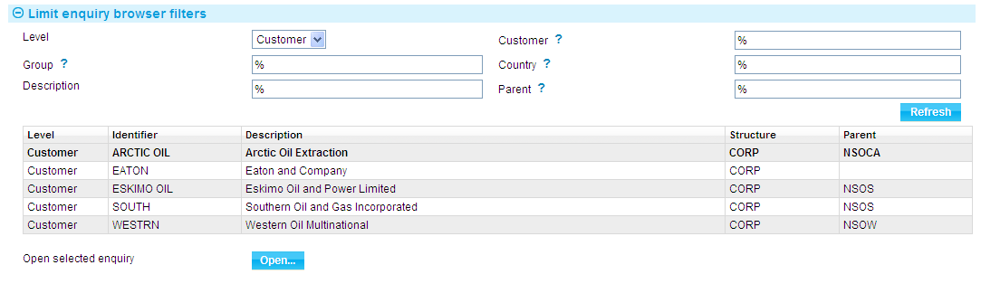 Limit enquiry browser filters
Level Customer Customer ? %
Group ? % Country ? %
Description % Parent ? %
Refresh
Level Identifier Description Structure Parent
Customer ARCTIC OIL Arctic Oil Extraction CORP NSOCA
Customer EATON Eaton and Company CORP
Customer ESKIMO OIL Eskimo Oil and Power Limited CORP NSOS
Customer SOUTH Southern Oil and Gas Incorporated CORP NSOS
Customer WESTRN Western Oil Multinational CORP NSOW
Open selected enquiry Open...